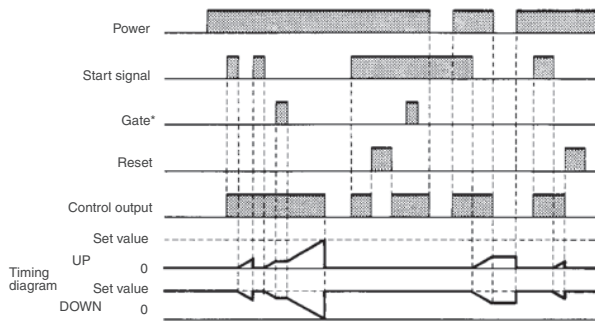 Power
Start signal
Gate*
Reset
Control output
Set value
UP
0
Timing
diagram
Set value
DOWN
0